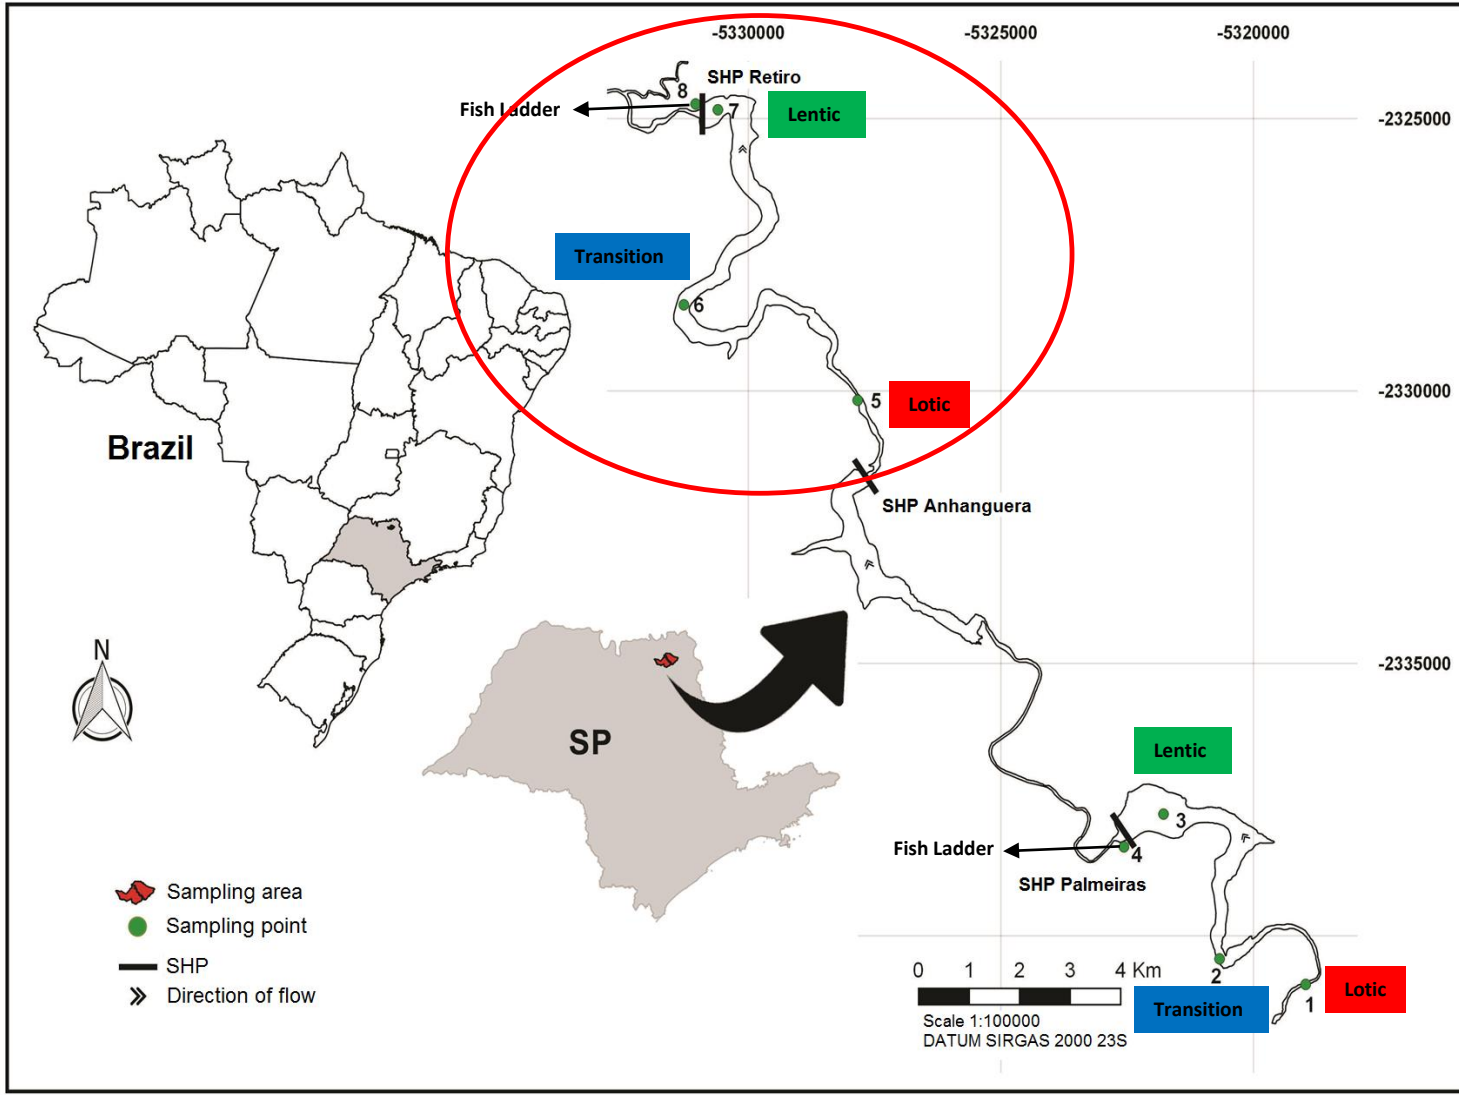 -5330000
-5325000
-5320000
SHP Retiro
8
Fish Ladder
7
Lentic
-2325000
Transition
6
-2330000
5
Lotic
Brazil
SHP Anhanguera
N
-2335000
SP
Lentic
3
Fish Ladder
4
SHP Palmeiras
Sampling area
Sampling point
SHP
Direction of flow
0 1 2 3 4 Km
2
Lotic
1
Transition
Scale 1:100000
DATUM SIRGAS 2000 23S